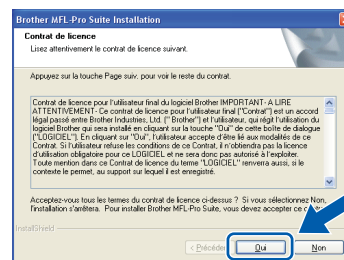 Brother MFL-Pro Suite Installation
Contrat de licence
Lisez attentivement le contrat de licence suivant.
Appuyez sur la touche Page suiv. pour voir le reste du contrat.
Contrat de licence pour l'utilisateur final du logiciel Brother IMPORTANT- A LIRE
ATTENTIVEMENT- Ce contrat de licence pour l'utilisateur final ("Contrat") est un accord
légal passé entre Brother Industries, Ltd. (" Brother") et l'utilisateur, qui régit l'utilisation du
logiciel Brother qui sera installé en cliquant sur la touche "Oui" de cette boîte de dialogue
("LOGICIEL"). En cliquant sur "Oui", l'utilisateur accepte d'être lié aux modalités de ce
Contrat. Si l'utilisateur refuse les conditions de ce Contrat, il n'obtiendra pas la licence
d'utilisation obligatoire pour ce LOGICIEL et ne sera donc pas autorisé à l'exploiter.
Toute mention dans ce Contrat de licence du terme "LOGICIEL" renverra aussi, si le
contexte le permet, au support sur lequel il est enregistré.
Acceptez-vous tous les termes du contrat de licence ci-dessus ? Si vous sélectionnez Non,
l'installation s'arrêtera. Pour installer Brother MFL-Pro Suite, vous devez accepter ce
InstallShield
< Précéden
Oui
Non